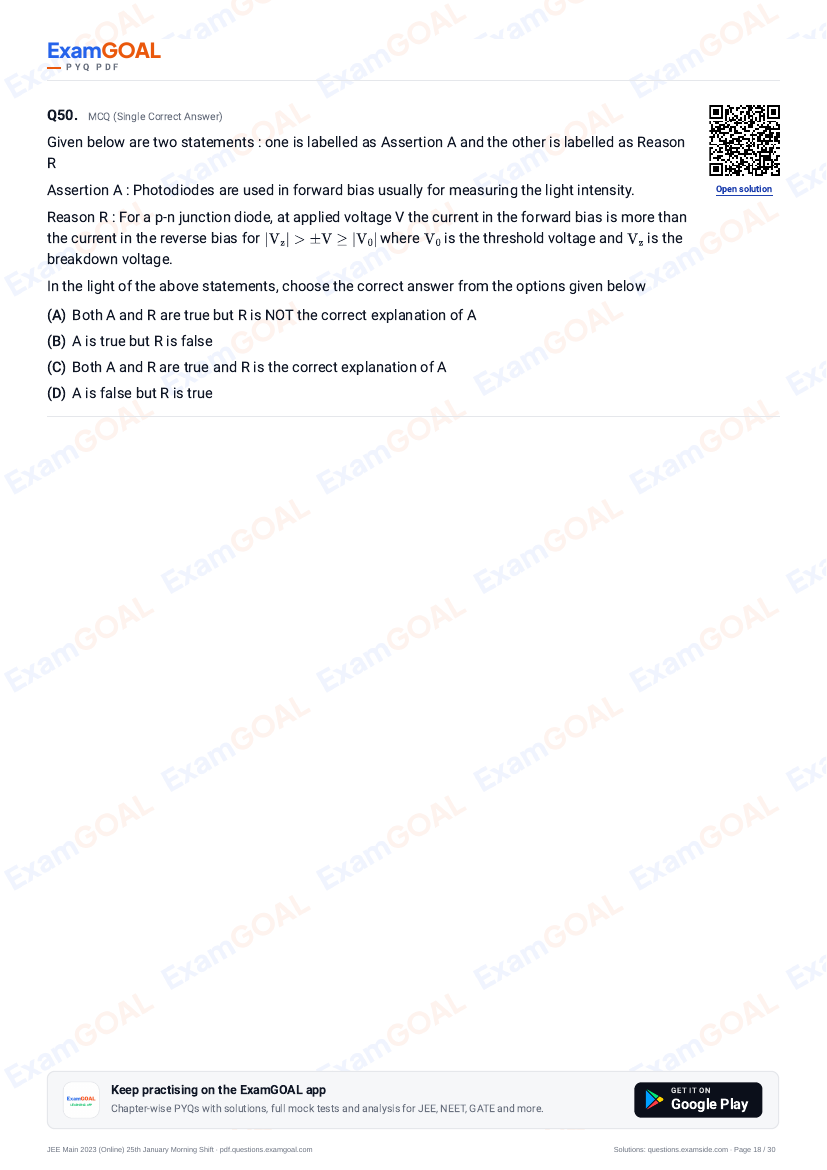 ExamGOAL
PYQ PDF
Q50. MCQ (Single Correct Answer)
Given below are two statements : one is labelled as Assertion A and the other is labelled as Reason
R
Open solution
Assertion A : Photodiodes are used in forward bias usually for measuring the light intensity.
Reason R : For a p-n junction diode, at applied voltage V the current in the forward bias is more than
the current in the reverse bias for |V_z| > ±V ≥ |V_0| where V_0 is the threshold voltage and V_z is the
breakdown voltage.
In the light of the above statements, choose the correct answer from the options given below
(A) Both A and R are true but R is NOT the correct explanation of A
(B) A is true but R is false
(C) Both A and R are true and R is the correct explanation of A
(D) A is false but R is true
Keep practising on the ExamGOAL app
Chapter-wise PYQs with solutions, full mock tests and analysis for JEE, NEET, GATE and more.
GET IT ON
Google Play
JEE Main 2023 (Online) 25th January Morning Shift · pdf.questions.examgoal.com
Solutions: questions.examside.com · Page 18 / 30